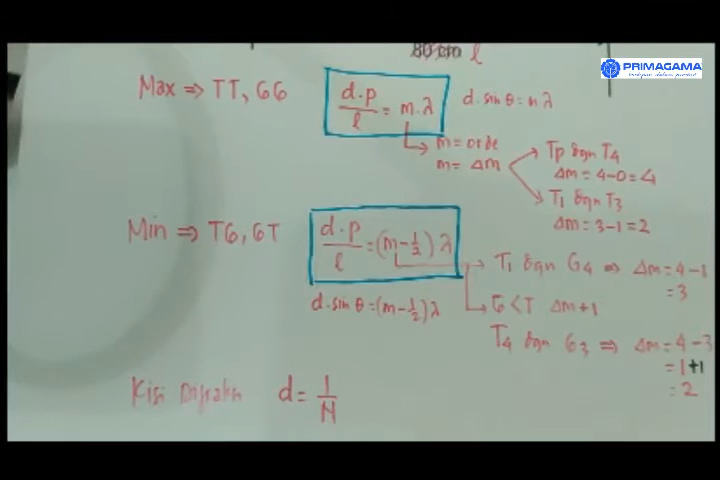 80 cm l
PRIMAGAMA
Max ⇒ TT, GG
d.p/l = m.λ
d.sin θ = n λ
m = orde
m = Δm
Tp dgn T4
Δm = 4-0 = 4
T1 dgn T3
Δm = 3-1 = 2
Min ⇒ TG, GT
d.p/l = (m-½)λ
d.sin θ = (m-½)λ
T1 dgn G4 ⇒ Δm = 4-1
= 3
G < T Δm+1
T4 dgn G3 ⇒ Δm = 4-3
= 1+1
= 2
Kisi Difraksi d = 1/N